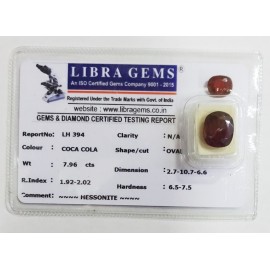 LIBRA GEMS
An ISO Certified Gems Company 9001 - 2015
www.libragems.co.in
Registered Under the Trade Marks with Govt. of India
GEMS & DIAMOND CERTIFIED TESTING REPORT
ReportNo: LH 394 Clarity : N/A
Colour : COCA COLA Shape/cut : OVAL
Wt : 7.96 cts Dimension : 2.7-10.7-6.6
R.Index : 1.92-2.02 Hardness : 6.5-7.5
Comment : ~~~~ HESSONITE ~~~~